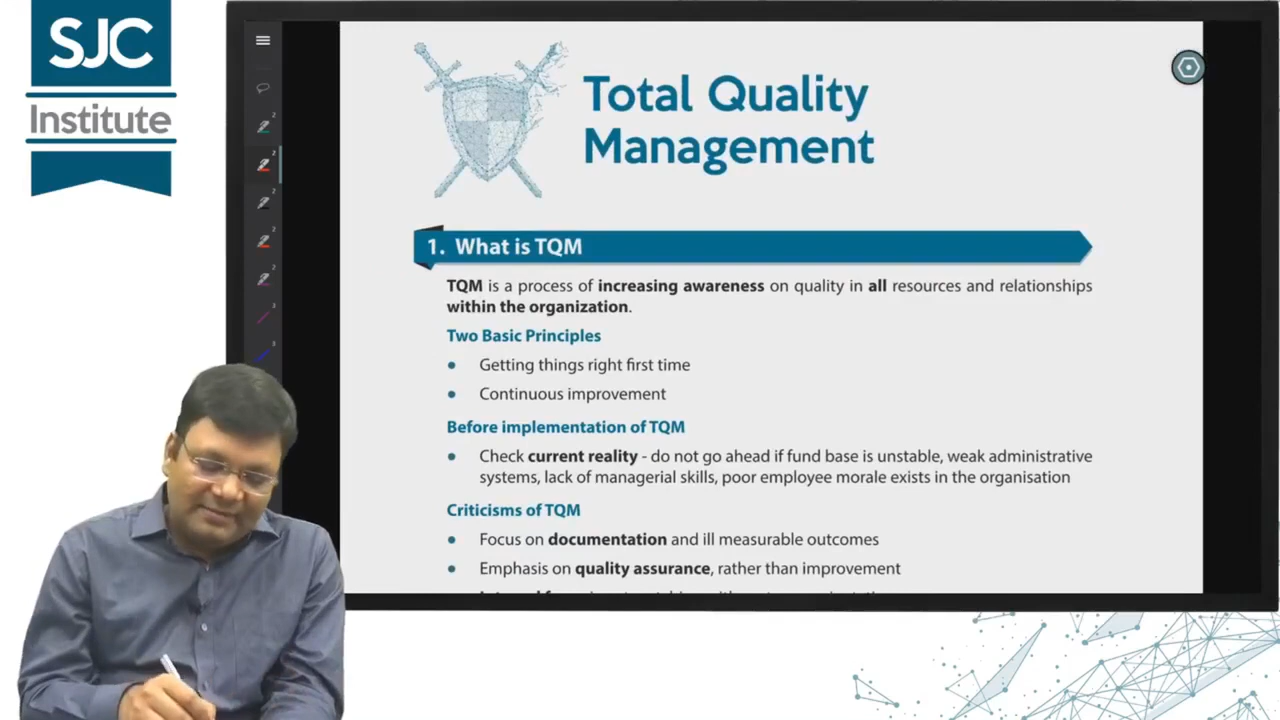 SJC
Institute
Total Quality
Management
1. What is TQM
TQM is a process of increasing awareness on quality in all resources and relationships
within the organization.
Two Basic Principles
• Getting things right first time
• Continuous improvement
Before implementation of TQM
• Check current reality - do not go ahead if fund base is unstable, weak administrative
systems, lack of managerial skills, poor employee morale exists in the organisation
Criticisms of TQM
• Focus on documentation and ill measurable outcomes
• Emphasis on quality assurance, rather than improvement